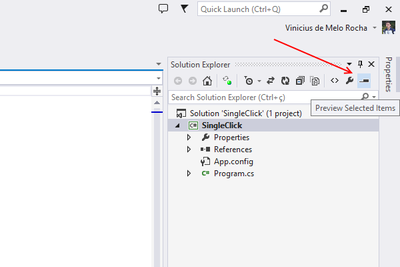 Quick Launch (Ctrl+Q)
Vinicius de Melo Rocha
Solution Explorer
Search Solution Explorer (Ctrl+ç)
Preview Selected Items
Solution 'SingleClick' (1 project)
SingleClick
Properties
References
App.config
Program.cs
Properties